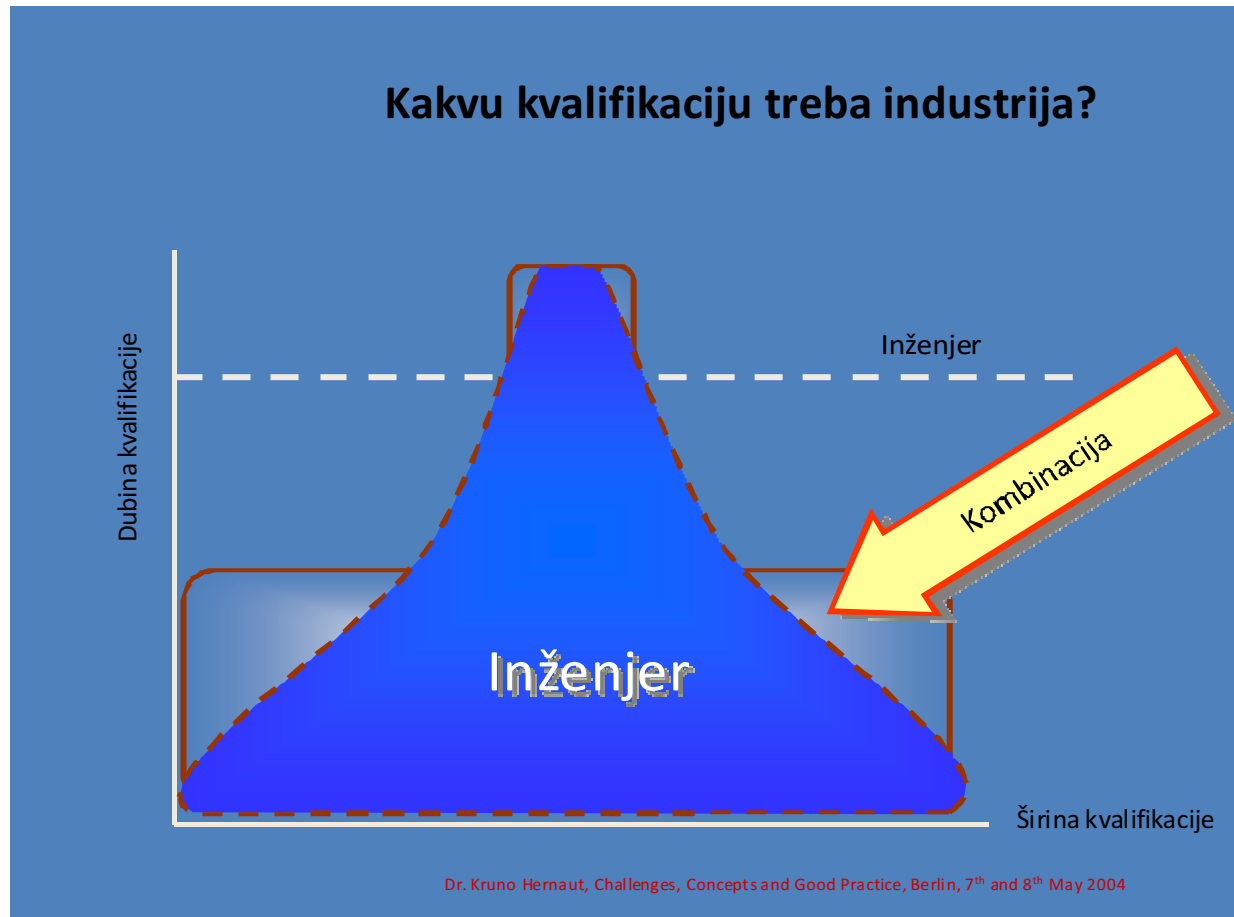 Kakvu kvalifikaciju treba industrija?
Dubina kvalifikacije
Inženjer
Kombinacija
Inženjer
Širina kvalifikacije
Dr. Kruno Hernaut, Challenges, Concepts and Good Practice, Berlin, 7th and 8th May 2004